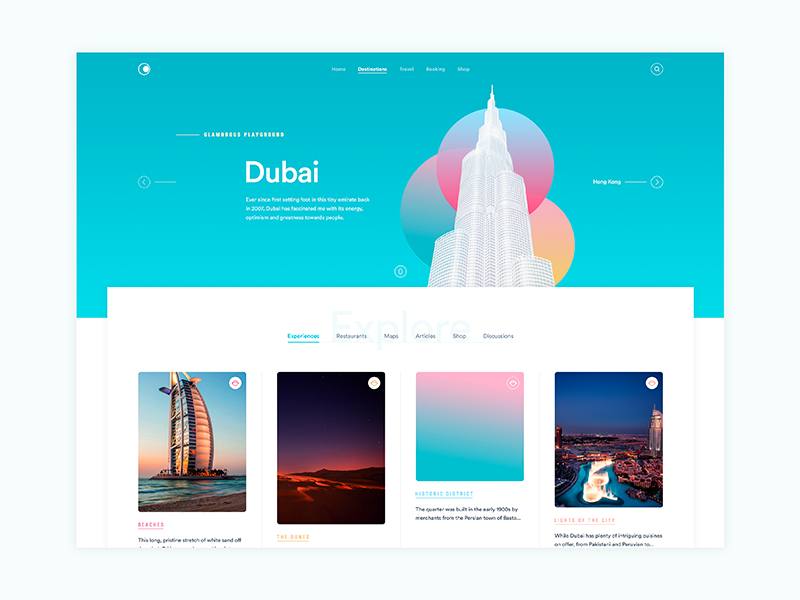 Home Destinations Travel Booking Shop
GLAMOROUS PLAYGROUND
Dubai
Ever since first setting foot in this tiny emirate back
in 2007, Dubai has fascinated me with its energy,
optimism and greatness towards people.
Hong Kong
Explore
Experiences Restaurants Maps Articles Shop Discussions
BEACHES
This long, pristine stretch of white sand off
THE DUNES
HISTORIC DISTRICT
The quarter was built in the early 1900s by
merchants from the Persian town of Basta...
LIGHTS OF THE CITY
While Dubai has plenty of intriguing cuisines
on offer, from Pakistani and Peruvian to...